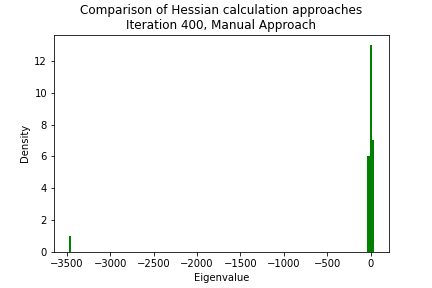 Comparison of Hessian calculation approaches
Iteration 400, Manual Approach
Density
12
10
8
6
4
2
0
−3500 −3000 −2500 −2000 −1500 −1000 −500 0
Eigenvalue